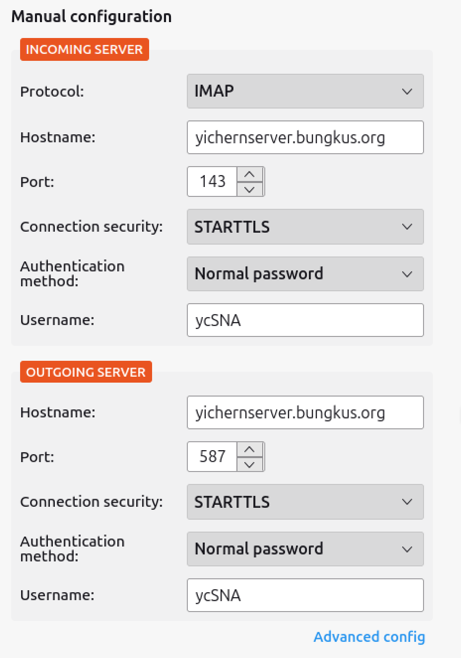 Manual configuration
INCOMING SERVER
Protocol: IMAP
Hostname: yichernserver.bungkus.org
Port: 143
Connection security: STARTTLS
Authentication
method: Normal password
Username: ycSNA
OUTGOING SERVER
Hostname: yichernserver.bungkus.org
Port: 587
Connection security: STARTTLS
Authentication
method: Normal password
Username: ycSNA
Advanced config